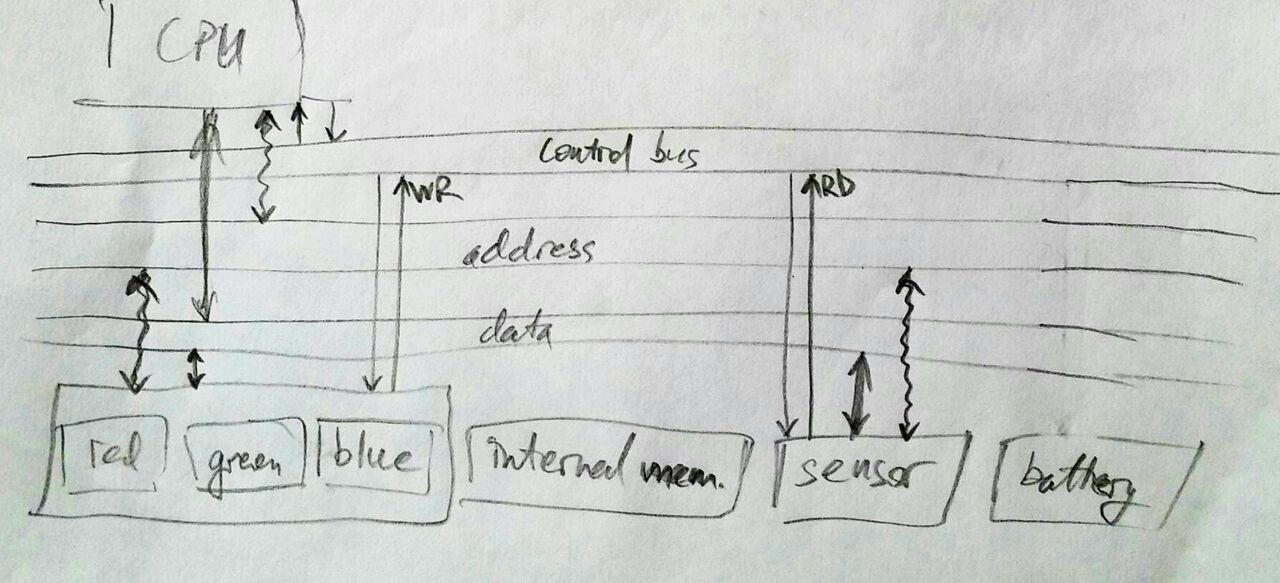 CPU
control bus
WR
RD
address
data
red
green
blue
internal mem.
sensor
battery